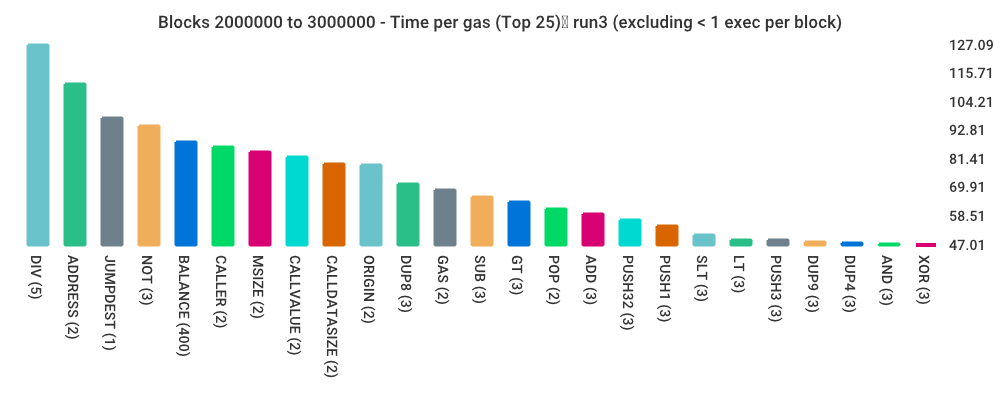 Blocks 2000000 to 3000000 - Time per gas (Top 25) run3 (excluding < 1 exec per block)
127.09
115.71
104.21
92.81
81.41
69.91
58.51
47.01
DIV (5)
ADDRESS (2)
JUMPDEST (1)
NOT (3)
BALANCE (400)
CALLER (2)
MSIZE (2)
CALLVALUE (2)
CALLDATASIZE (2)
ORIGIN (2)
DUP8 (3)
GAS (2)
SUB (3)
GT (3)
POP (2)
ADD (3)
PUSH32 (3)
PUSH1 (3)
SLT (3)
LT (3)
PUSH3 (3)
DUP9 (3)
DUP4 (3)
AND (3)
XOR (3)